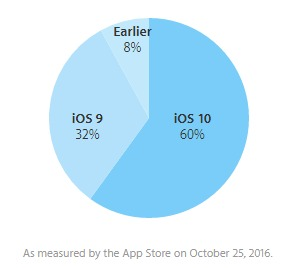 Earlier
8%
iOS 9
32%
iOS 10
60%
As measured by the App Store on October 25, 2016.